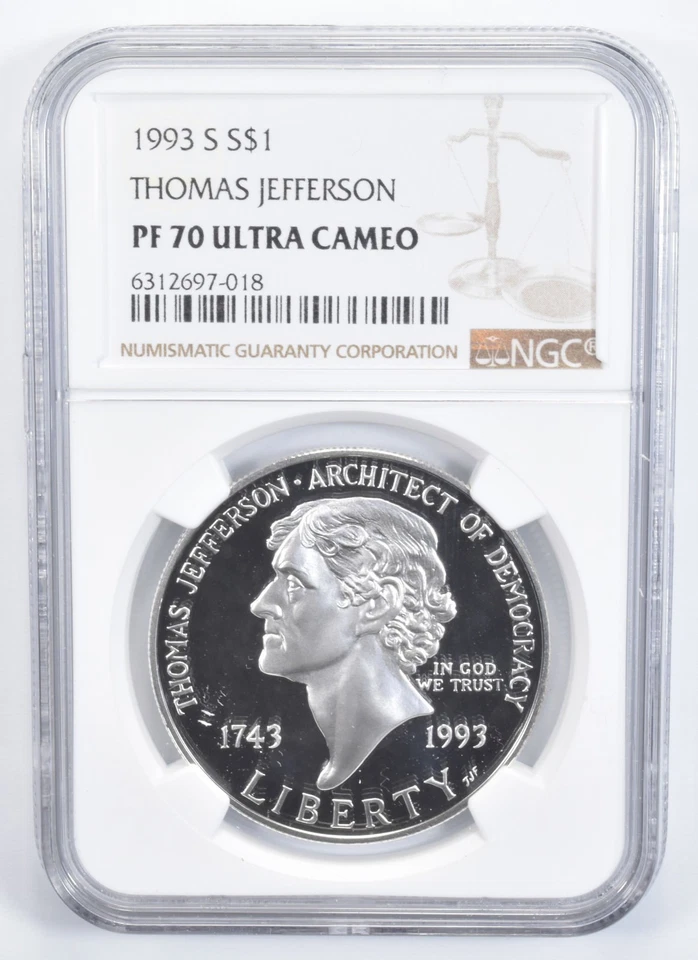 1993 S S$1
THOMAS JEFFERSON
PF 70 ULTRA CAMEO
6312697-018
NUMISMATIC GUARANTY CORPORATION
NGC®
THOMAS JEFFERSON · ARCHITECT OF DEMOCRACY
IN GOD
WE TRUST
1743 1993
LIBERTY
TJF